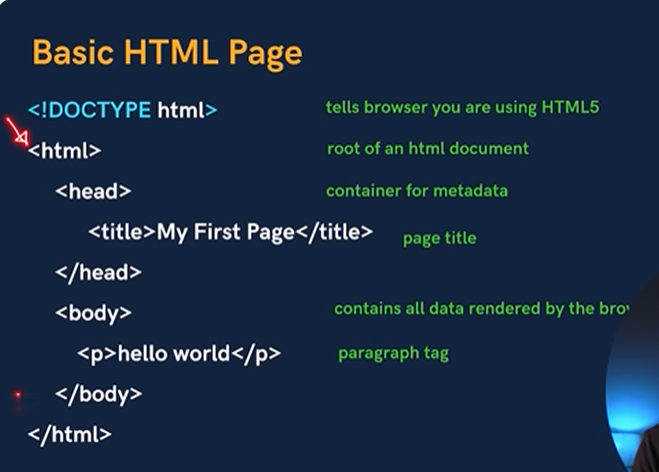 Basic HTML Page
<!DOCTYPE html> tells browser you are using HTML5
<html> root of an html document
<head> container for metadata
<title>My First Page</title> page title
</head>
<body> contains all data rendered by the
<p>hello world</p> paragraph tag
</body>
</html>